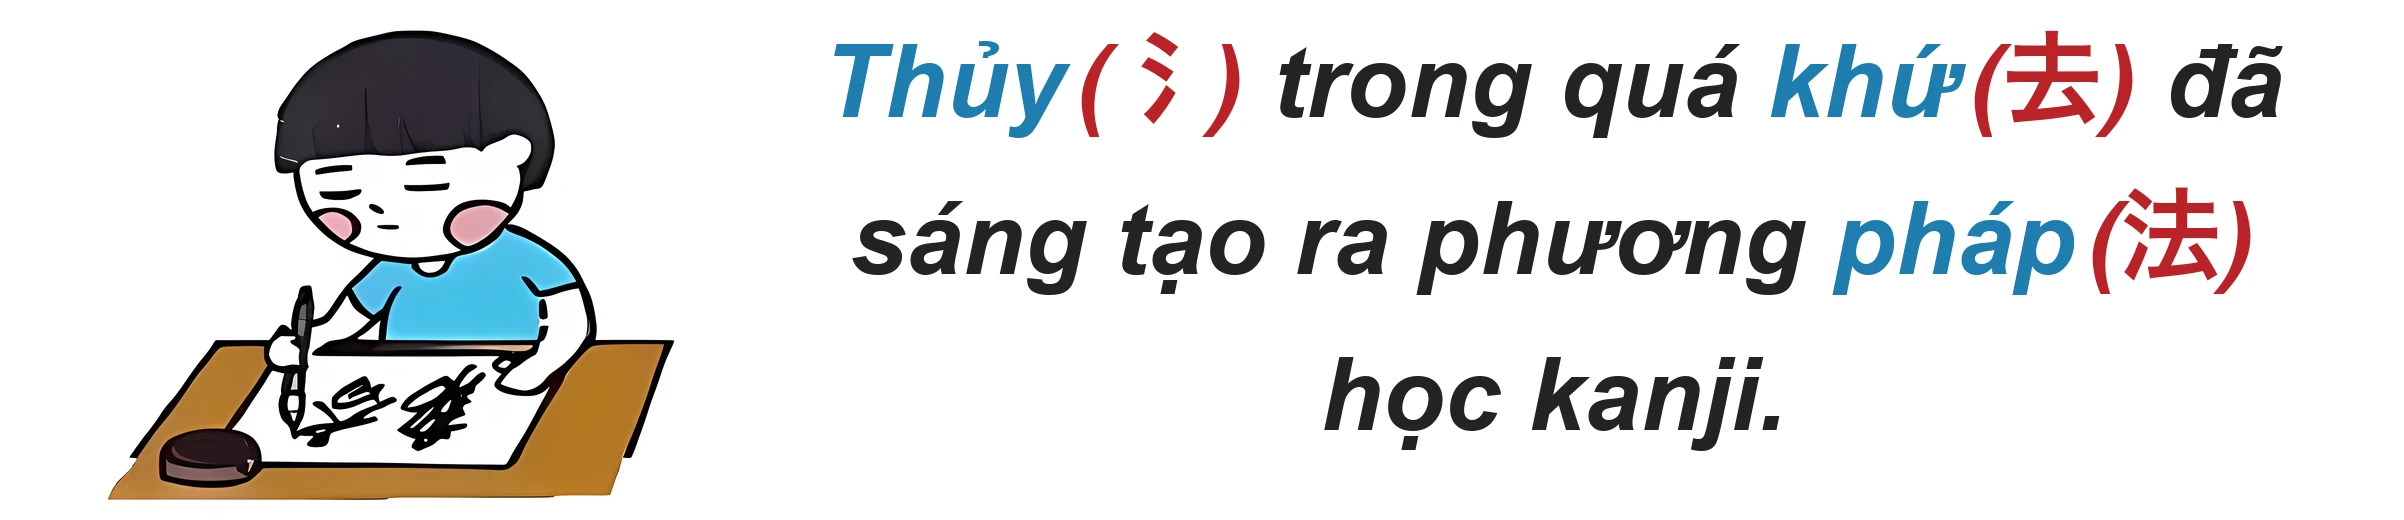 Thủy(氵) trong quá khứ(去) đã
sáng tạo ra phương pháp(法)
học kanji.